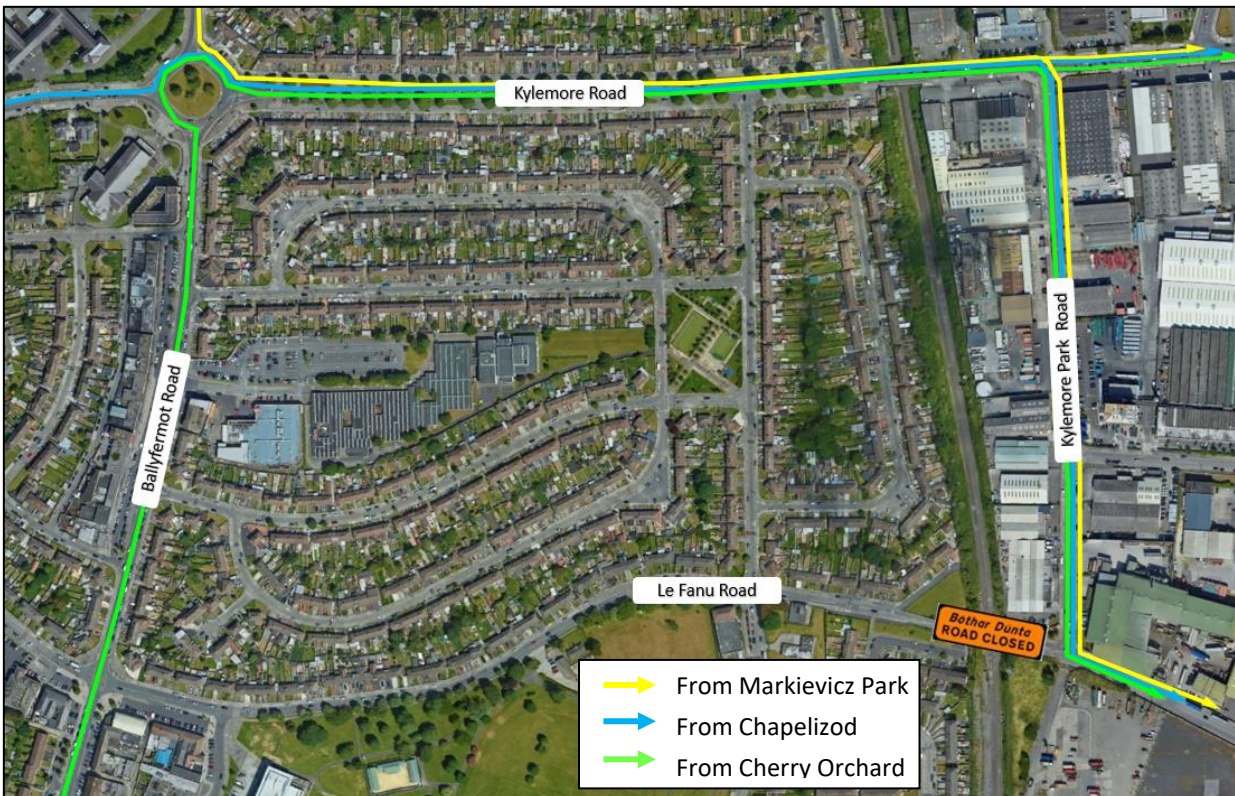 Kylemore Road
Kylemore Park Road
Ballyfermot Road
Le Fanu Road
Bothar Dunta
ROAD CLOSED
From Markievicz Park
From Chapelizod
From Cherry Orchard